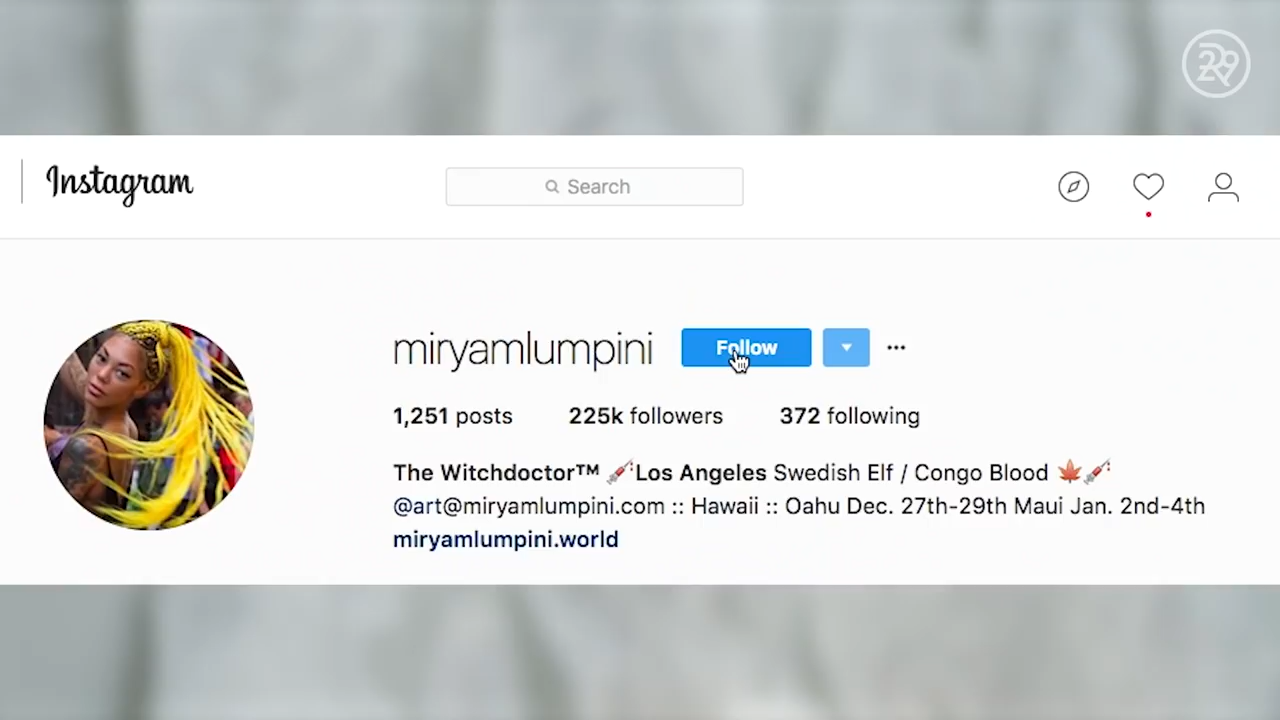 R29
Instagram
Search
miryamlumpini Follow
1,251 posts 225k followers 372 following
The Witchdoctor™ 💉Los Angeles Swedish Elf / Congo Blood 🍁💉
@art@miryamlumpini.com :: Hawaii :: Oahu Dec. 27th-29th Maui Jan. 2nd-4th
miryamlumpini.world